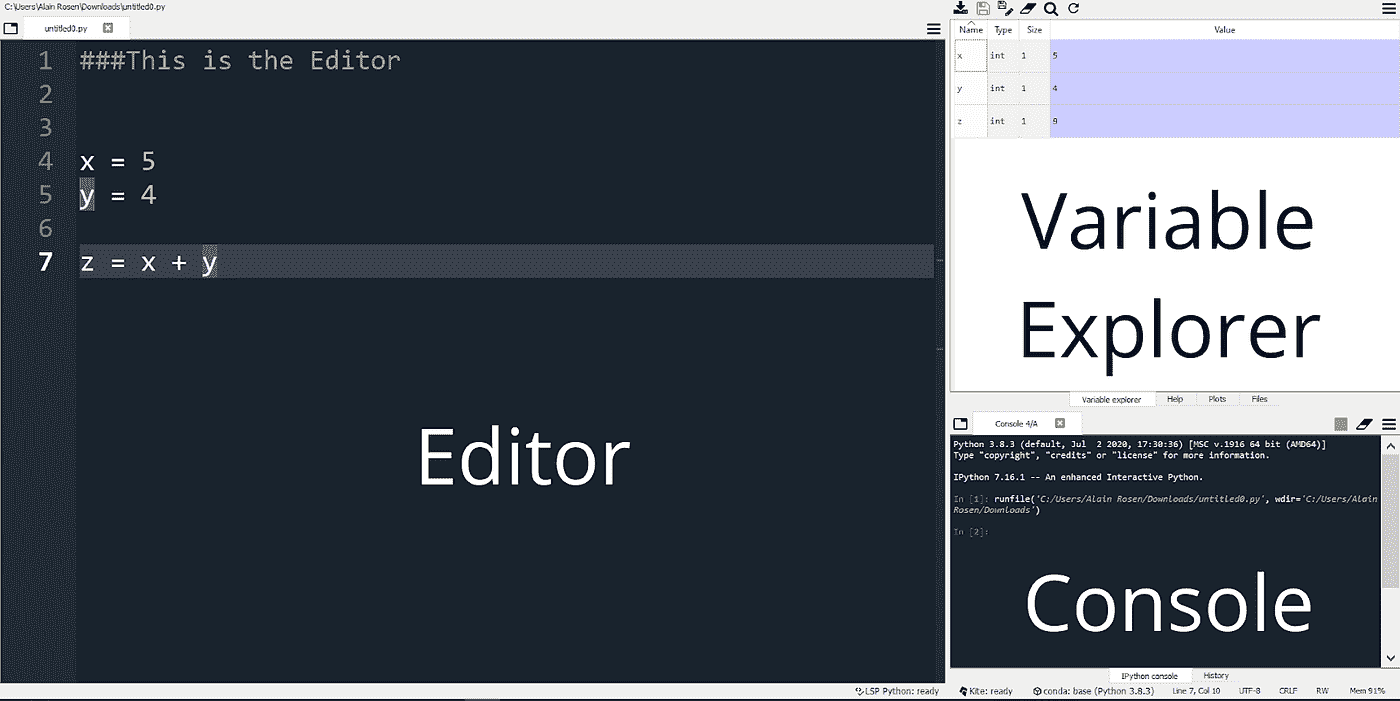 C:\Users\Alain Rosen\Downloads\untitled0.py
untitled0.py
1 ###This is the Editor
2
3
4 x = 5
5 y = 4
6
7 z = x + y
Editor
LSP Python: ready
Name Type Size Value
x int 1 5
y int 1 4
z int 1 9
Variable
Explorer
Variable explorer Help Plots Files
Console 4/A
Python 3.8.3 (default, Jul  2 2020, 17:30:36) [MSC v.1916 64 bit (AMD64)]
Type "copyright", "credits" or "license" for more information.
IPython 7.16.1 -- An enhanced Interactive Python.
In [1]: runfile('C:/Users/Alain Rosen/Downloads/untitled0.py', wdir='C:/Users/Alain
Rosen/Downloads')
In [2]:
Console
IPython console History
Kite: ready conda: base (Python 3.8.3) Line 7, Col 10 UTF-8 CRLF RW Mem 91%